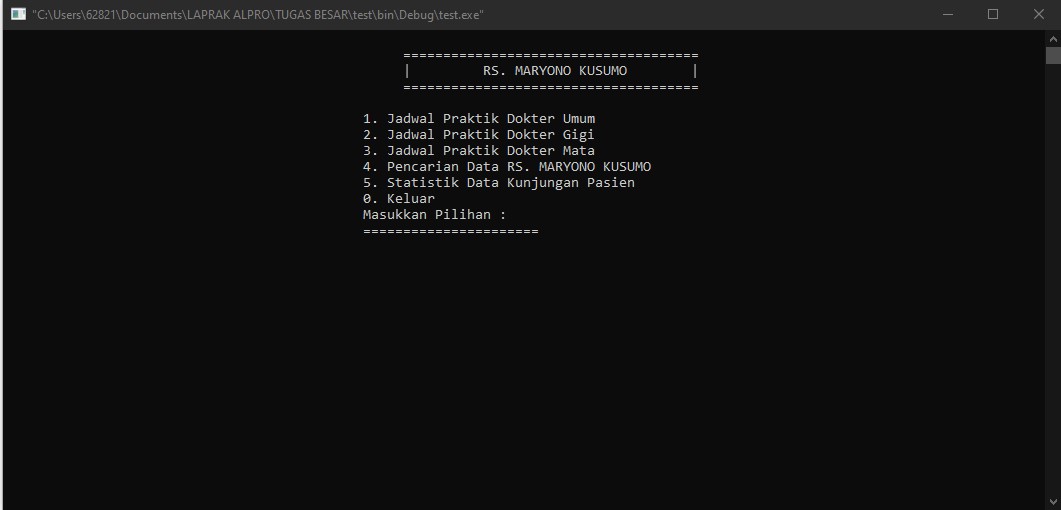 "C:\Users\62821\Documents\LAPRAK ALPRO\TUGAS BESAR\test\bin\Debug\test.exe"
=====================================
| RS. MARYONO KUSUMO |
=====================================
1. Jadwal Praktik Dokter Umum
2. Jadwal Praktik Dokter Gigi
3. Jadwal Praktik Dokter Mata
4. Pencarian Data RS. MARYONO KUSUMO
5. Statistik Data Kunjungan Pasien
0. Keluar
Masukkan Pilihan :
======================